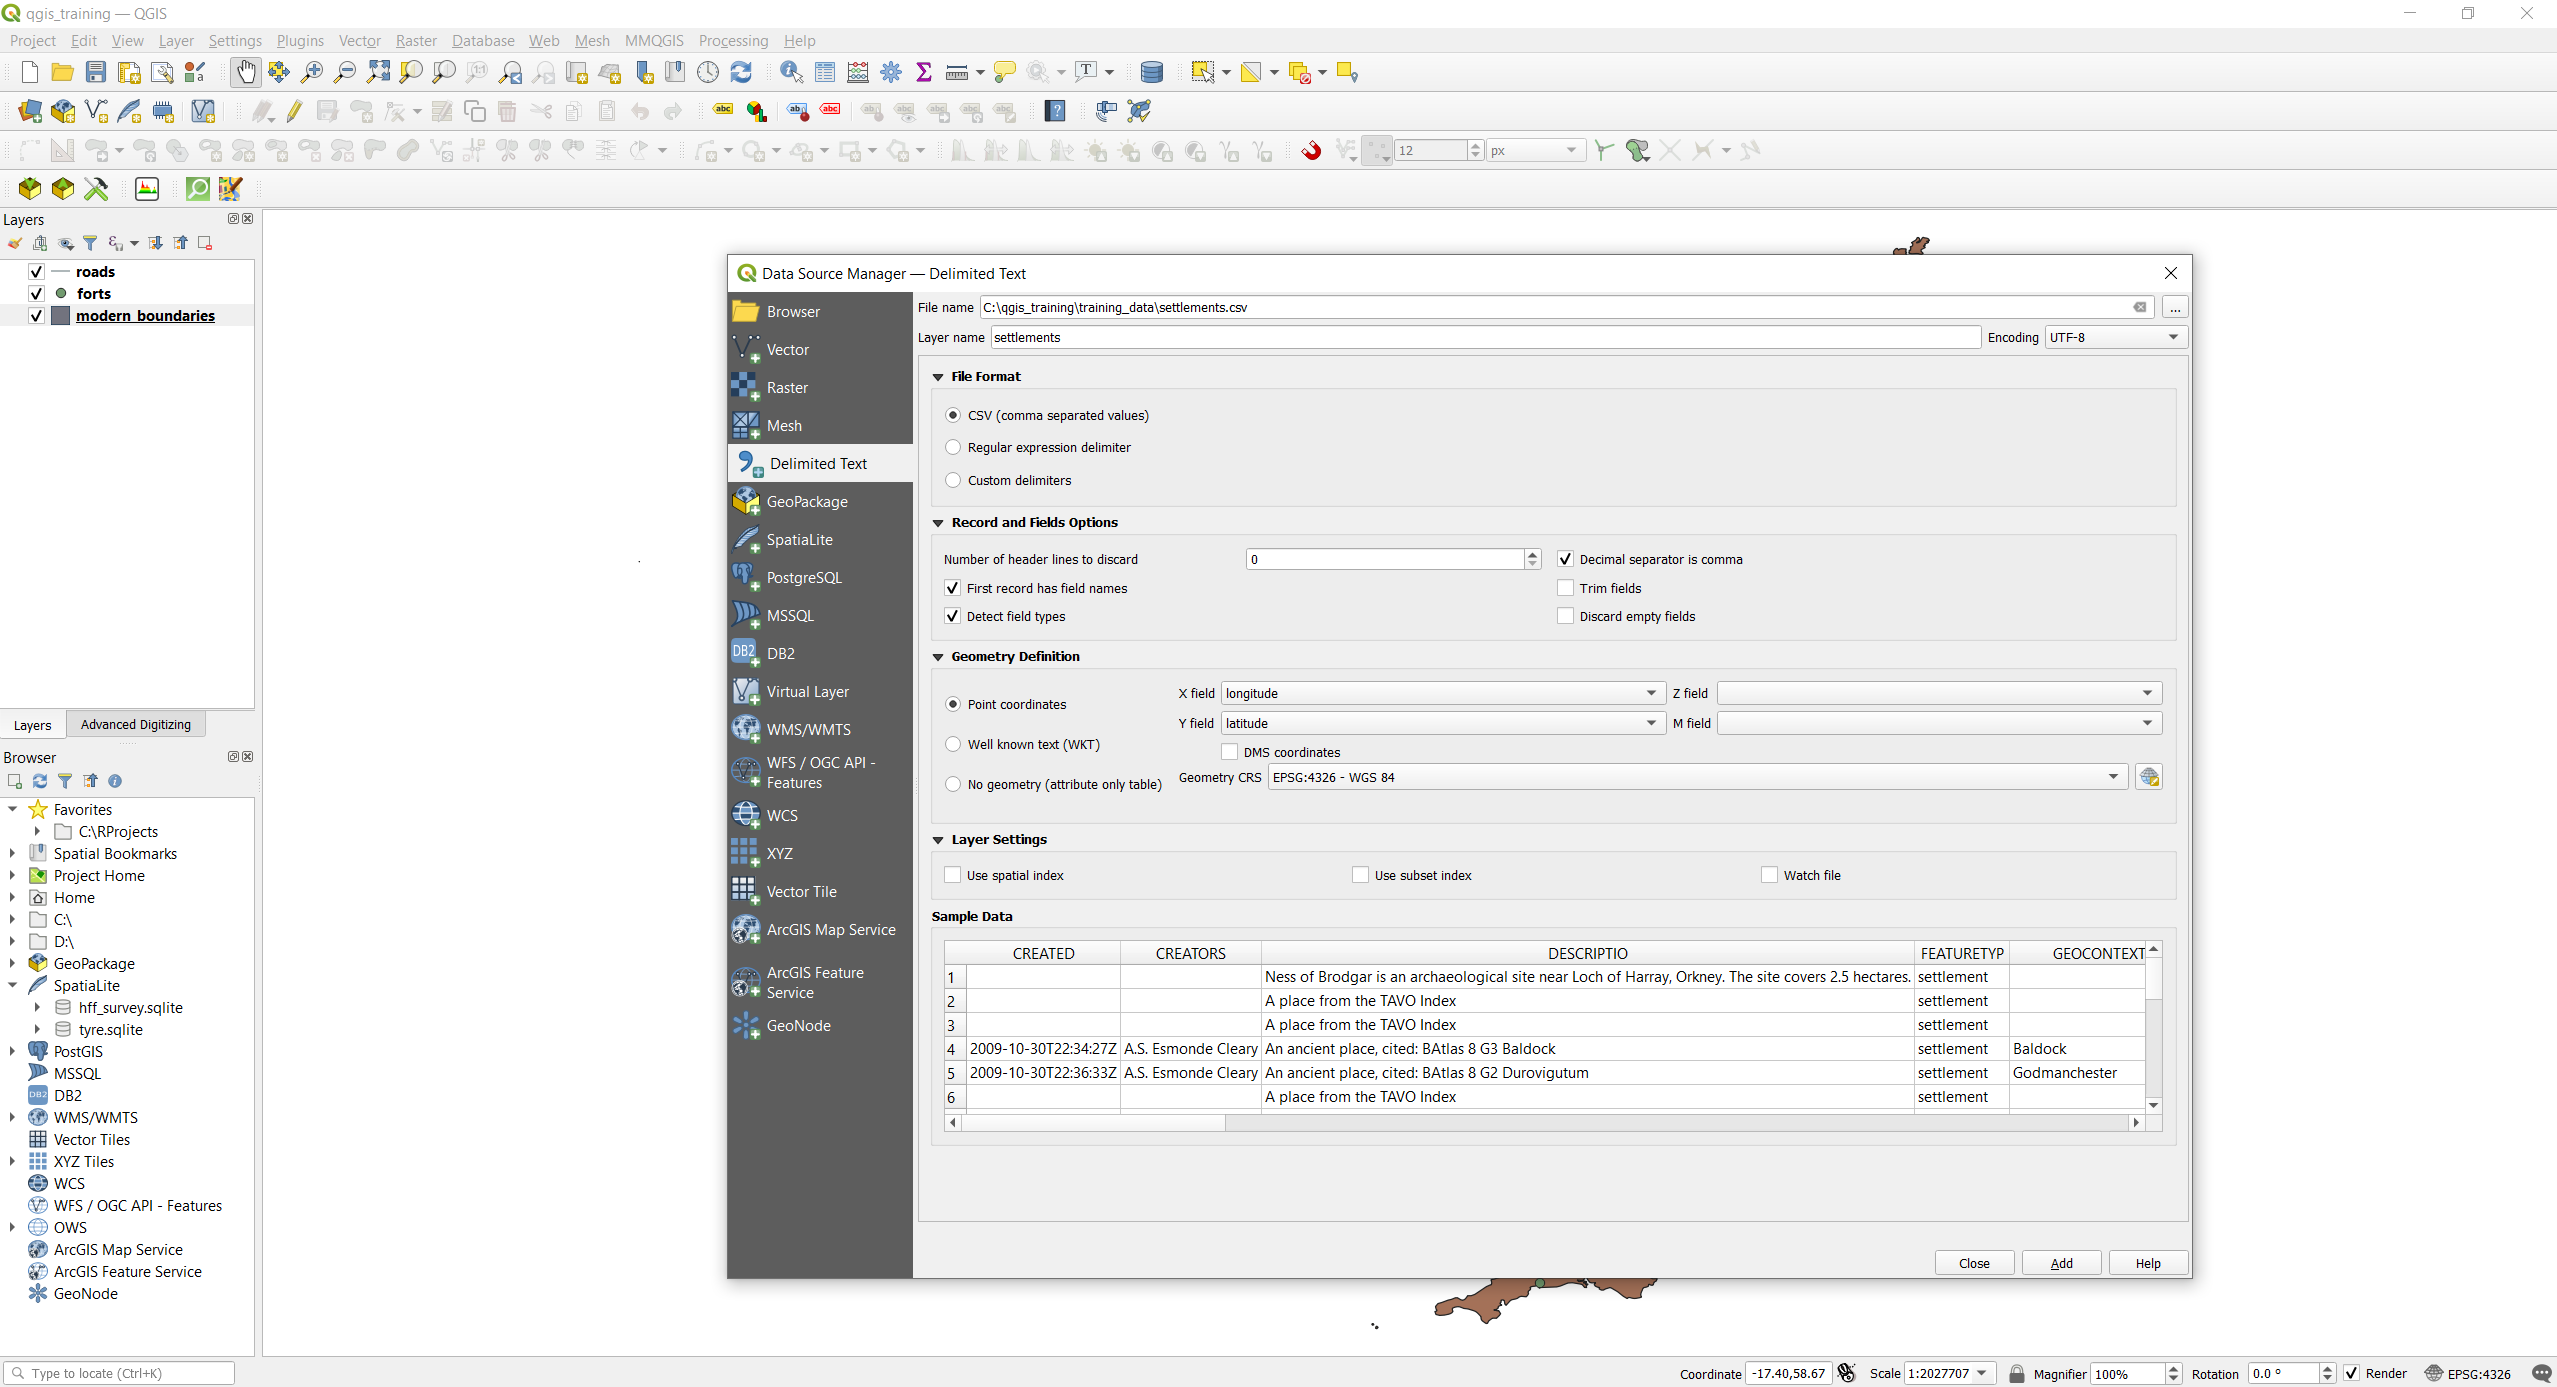 qgis_training — QGIS
Project Edit View Layer Settings Plugins Vector Raster Database Web Mesh MMQGIS Processing Help
12 px
Layers
roads
forts
modern_boundaries
Layers Advanced Digitizing
Browser
Favorites
C:\RProjects
Spatial Bookmarks
Project Home
Home
C:\
D:\
GeoPackage
SpatiaLite
hff_survey.sqlite
tyre.sqlite
PostGIS
MSSQL
DB2
WMS/WMTS
Vector Tiles
XYZ Tiles
WCS
WFS / OGC API - Features
OWS
ArcGIS Map Service
ArcGIS Feature Service
GeoNode
Data Source Manager — Delimited Text
Browser
Vector
Raster
Mesh
Delimited Text
GeoPackage
SpatiaLite
PostgreSQL
MSSQL
DB2
Virtual Layer
WMS/WMTS
WFS / OGC API -
Features
WCS
XYZ
Vector Tile
ArcGIS Map Service
ArcGIS Feature
Service
GeoNode
File name C:\qgis_training\training_data\settlements.csv ...
Layer name settlements Encoding UTF-8
File Format
CSV (comma separated values)
Regular expression delimiter
Custom delimiters
Record and Fields Options
Number of header lines to discard 0 Decimal separator is comma
First record has field names Trim fields
Detect field types Discard empty fields
Geometry Definition
Point coordinates X field longitude Z field
Y field latitude M field
Well known text (WKT) DMS coordinates
No geometry (attribute only table) Geometry CRS EPSG:4326 - WGS 84
Layer Settings
Use spatial index Use subset index Watch file
Sample Data
CREATED CREATORS DESCRIPTIO FEATURETYP GEOCONTEXT
1 Ness of Brodgar is an archaeological site near Loch of Harray, Orkney. The site covers 2.5 hectares. settlement
2 A place from the TAVO Index settlement
3 A place from the TAVO Index settlement
4 2009-10-30T22:34:27Z A.S. Esmonde Cleary An ancient place, cited: BAtlas 8 G3 Baldock settlement Baldock
5 2009-10-30T22:36:33Z A.S. Esmonde Cleary An ancient place, cited: BAtlas 8 G2 Durovigutum settlement Godmanchester
6 A place from the TAVO Index settlement
Close Add Help
Type to locate (Ctrl+K) Coordinate -17.40,58.67 Scale 1:2027707 Magnifier 100% Rotation 0.0 ° Render EPSG:4326